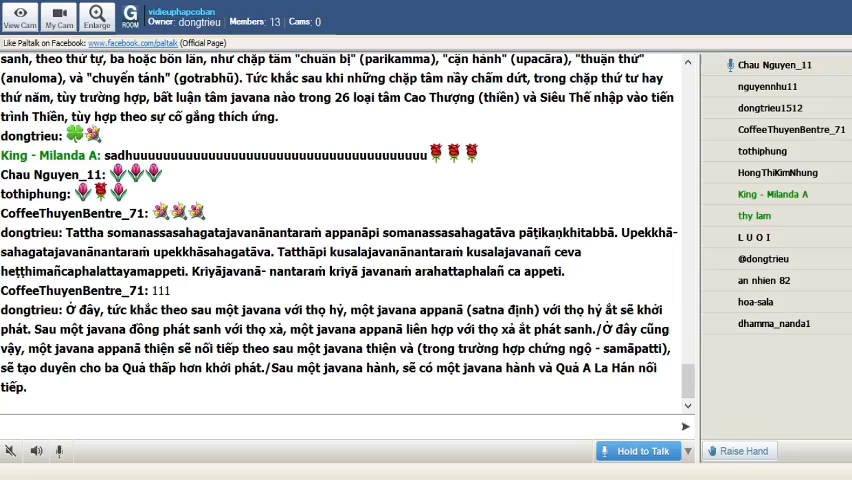 View Cam
My Cam
Enlarge
G
ROOM
vidieuphapcoban
Owner: dongtrieu Members: 13 Cams: 0
Like Paltalk on Facebook: www.facebook.com/paltalk (Official Page)
sanh, theo thứ tự, ba hoặc bốn lần, như chặp tâm "chuẩn bị" (parikamma), "cận hành" (upacāra), "thuận thứ"
(anuloma), và "chuyển tánh" (gotrabhū). Tức khắc sau khi những chặp tâm nầy chấm dứt, trong chặp thứ tư hay
thứ năm, tùy trường hợp, bất luận tâm javana nào trong 26 loại tâm Cao Thượng (thiền) và Siêu Thế nhập vào tiến
trình Thiền, tùy hợp theo sự cố gắng thích ứng.
dongtrieu:
King - Milanda A: sadhuuuuuuuuuuuuuuuuuuuuuuuuuuuuuuuuuuuuuuu
Chau Nguyen_11:
tothiphung:
CoffeeThuyenBentre_71:
dongtrieu: Tattha somanassasahagatajavanānantaraṁ appanāpi somanassasahagatāva pāṭikaṇkhitabbā. Upekkhā-
sahagatajavanānantaraṁ upekkhāsahagatāva. Tatthāpi kusalajavanānantaraṁ kusalajavanañ ceva
heṭṭhimañcaphalattayamappeti. Kriyājavanā- nantaraṁ kriyā javanaṁ arahattaphalañ ca appeti.
CoffeeThuyenBentre_71: 111
dongtrieu: Ở đây, tức khắc theo sau một javana với thọ hỷ, một javana appanā (satna định) với thọ hỷ ắt sẽ khởi
phát. Sau một javana đồng phát sanh với thọ xả, một javana appanā liên hợp với thọ xả ắt phát sanh./Ở đây cũng
vậy, một javana appanā thiện sẽ nối tiếp theo sau một javana thiện và (trong trường hợp chứng ngộ - samāpatti),
sẽ tạo duyên cho ba Quả thấp hơn khởi phát./Sau một javana hành, sẽ có một javana hành và Quả A La Hán nối
tiếp.
Hold to Talk
Chau Nguyen_11
nguyennhu11
dongtrieu1512
CoffeeThuyenBentre_71
tothiphung
HongThiKimNhung
King - Milanda A
thy lam
L U O I
@dongtrieu
an nhien 82
hoa-sala
dhamma_nanda1
Raise Hand